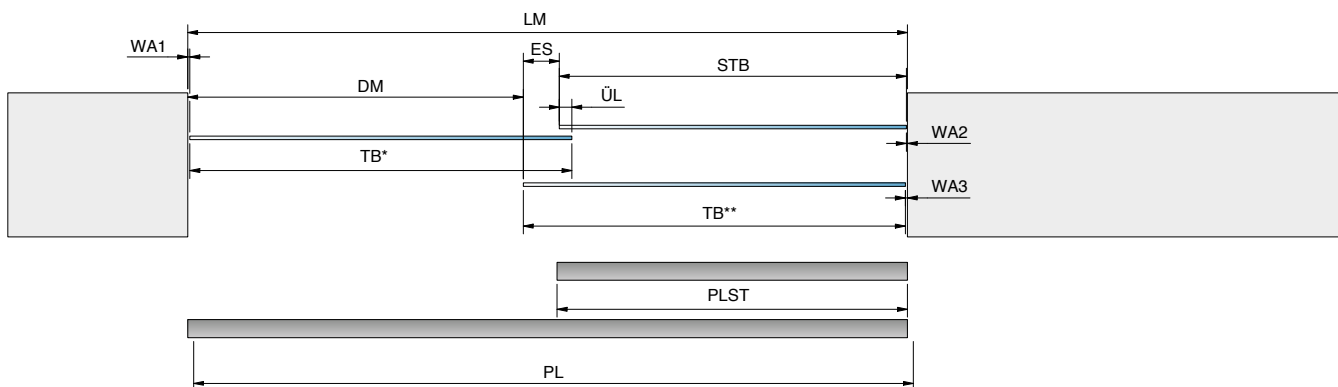 LM
WA1
ES
STB
DM
ÜL
WA2
TB*
WA3
TB**
PLST
PL